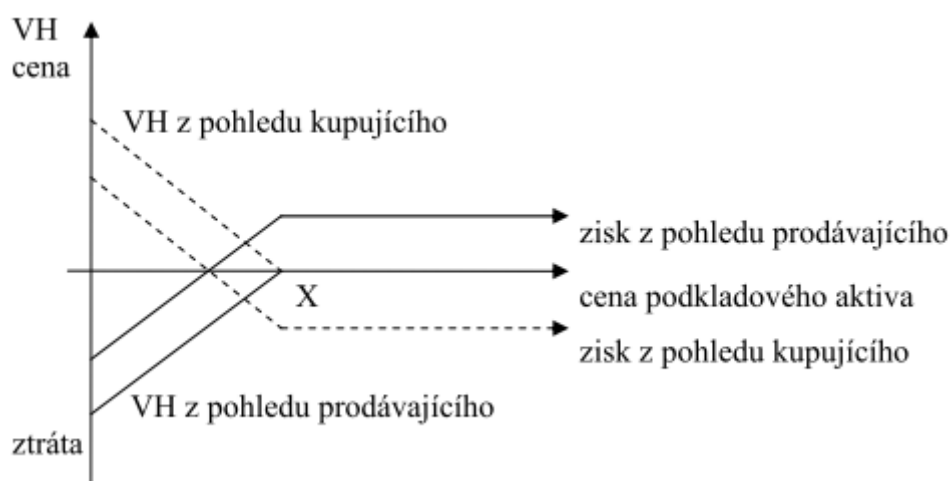 VH
cena
VH z pohledu kupujícího
zisk z pohledu prodávajícího
X
cena podkladového aktiva
zisk z pohledu kupujícího
VH z pohledu prodávajícího
ztráta